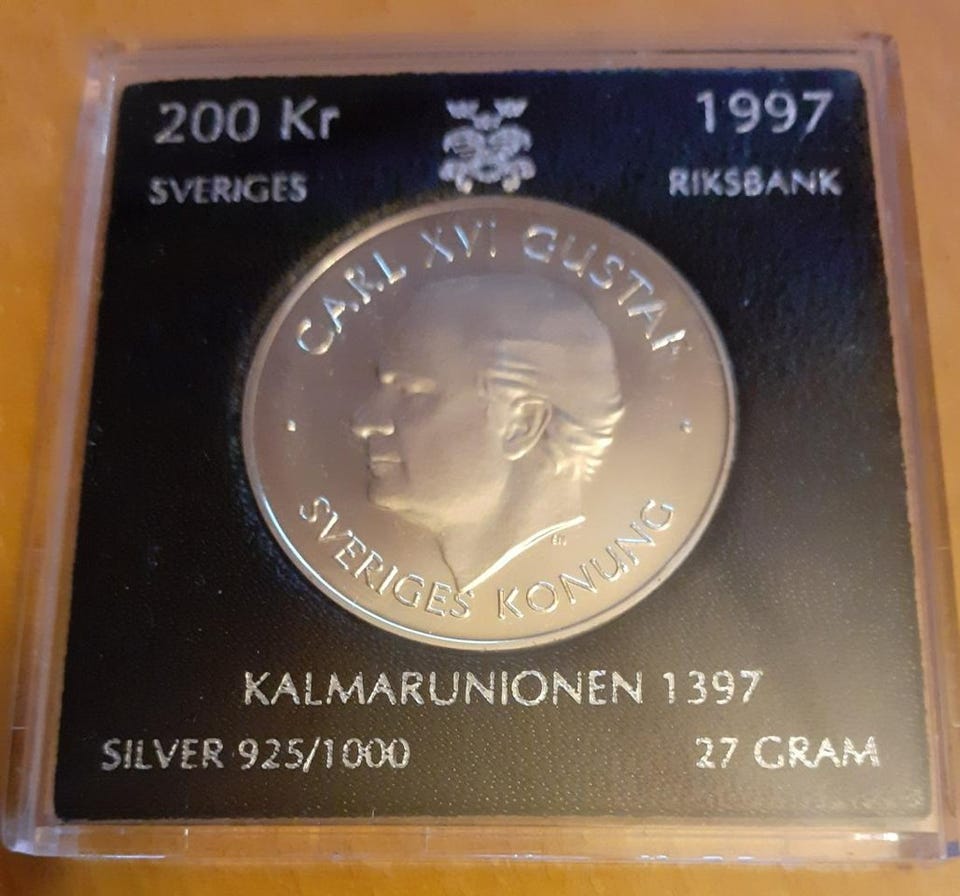 200 Kr
1997
SVERIGES
RIKSBANK
CARL XVI GUSTAF
SVERIGES KONUNG
KALMARUNIONEN 1397
SILVER 925/1000
27 GRAM